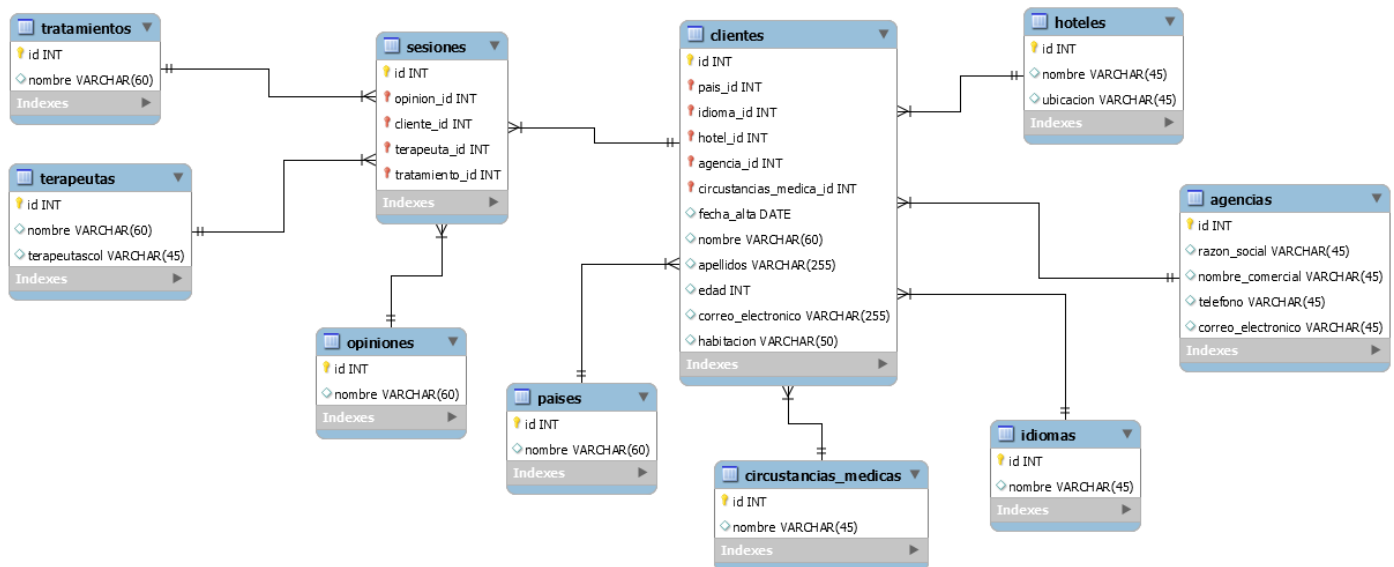 tratamientos
id INT
nombre VARCHAR(60)
Indexes
terapeutas
id INT
nombre VARCHAR(60)
terapeutascol VARCHAR(45)
Indexes
sesiones
id INT
opinion_id INT
cliente_id INT
terapeuta_id INT
tratamiento_id INT
Indexes
opiniones
id INT
nombre VARCHAR(60)
Indexes
paises
id INT
nombre VARCHAR(60)
Indexes
clientes
id INT
pais_id INT
idioma_id INT
hotel_id INT
agencia_id INT
circustancias_medica_id INT
fecha_alta DATE
nombre VARCHAR(60)
apellidos VARCHAR(255)
edad INT
correo_electronico VARCHAR(255)
habitacion VARCHAR(50)
Indexes
circustancias_medicas
id INT
nombre VARCHAR(45)
Indexes
hoteles
id INT
nombre VARCHAR(45)
ubicacion VARCHAR(45)
Indexes
agencias
id INT
razon_social VARCHAR(45)
nombre_comercial VARCHAR(45)
telefono VARCHAR(45)
correo_electronico VARCHAR(45)
Indexes
idiomas
id INT
nombre VARCHAR(45)
Indexes